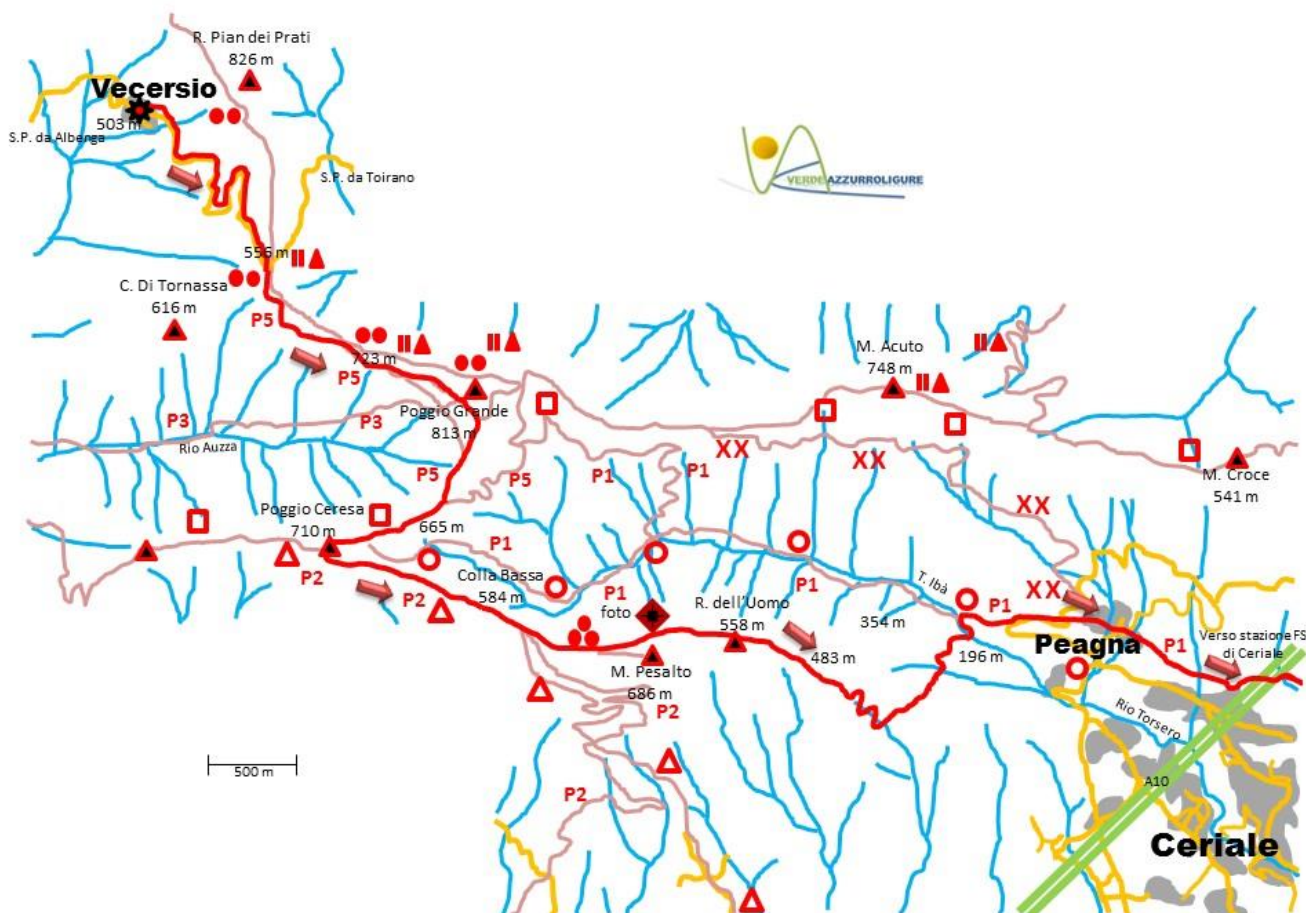 R. Pian dei Prati
826 m
Vecersio
503 m
S.P. da Albenga
S.P. da Toirano
VERDEAZZURROLIGURE
556 m
C. Di Tornassa
616 m
P5
723 m
P5
M. Acuto
748 m
Poggio Grande
813 m
P3
P3
Rio Auzza
XX
XX
P5
P5
P1
P1
M. Croce
541 m
XX
Poggio Ceresa
710 m
665 m
P1
Colla Bassa
584 m
P2
P2
P1
foto
R. dell'Uomo
558 m
P1
T. Ibà
354 m
P1
XX
Peagna
P1
Verso stazione FS
di Ceriale
483 m
196 m
M. Pesalto
686 m
P2
Rio Torsero
500 m
P2
A10
Ceriale